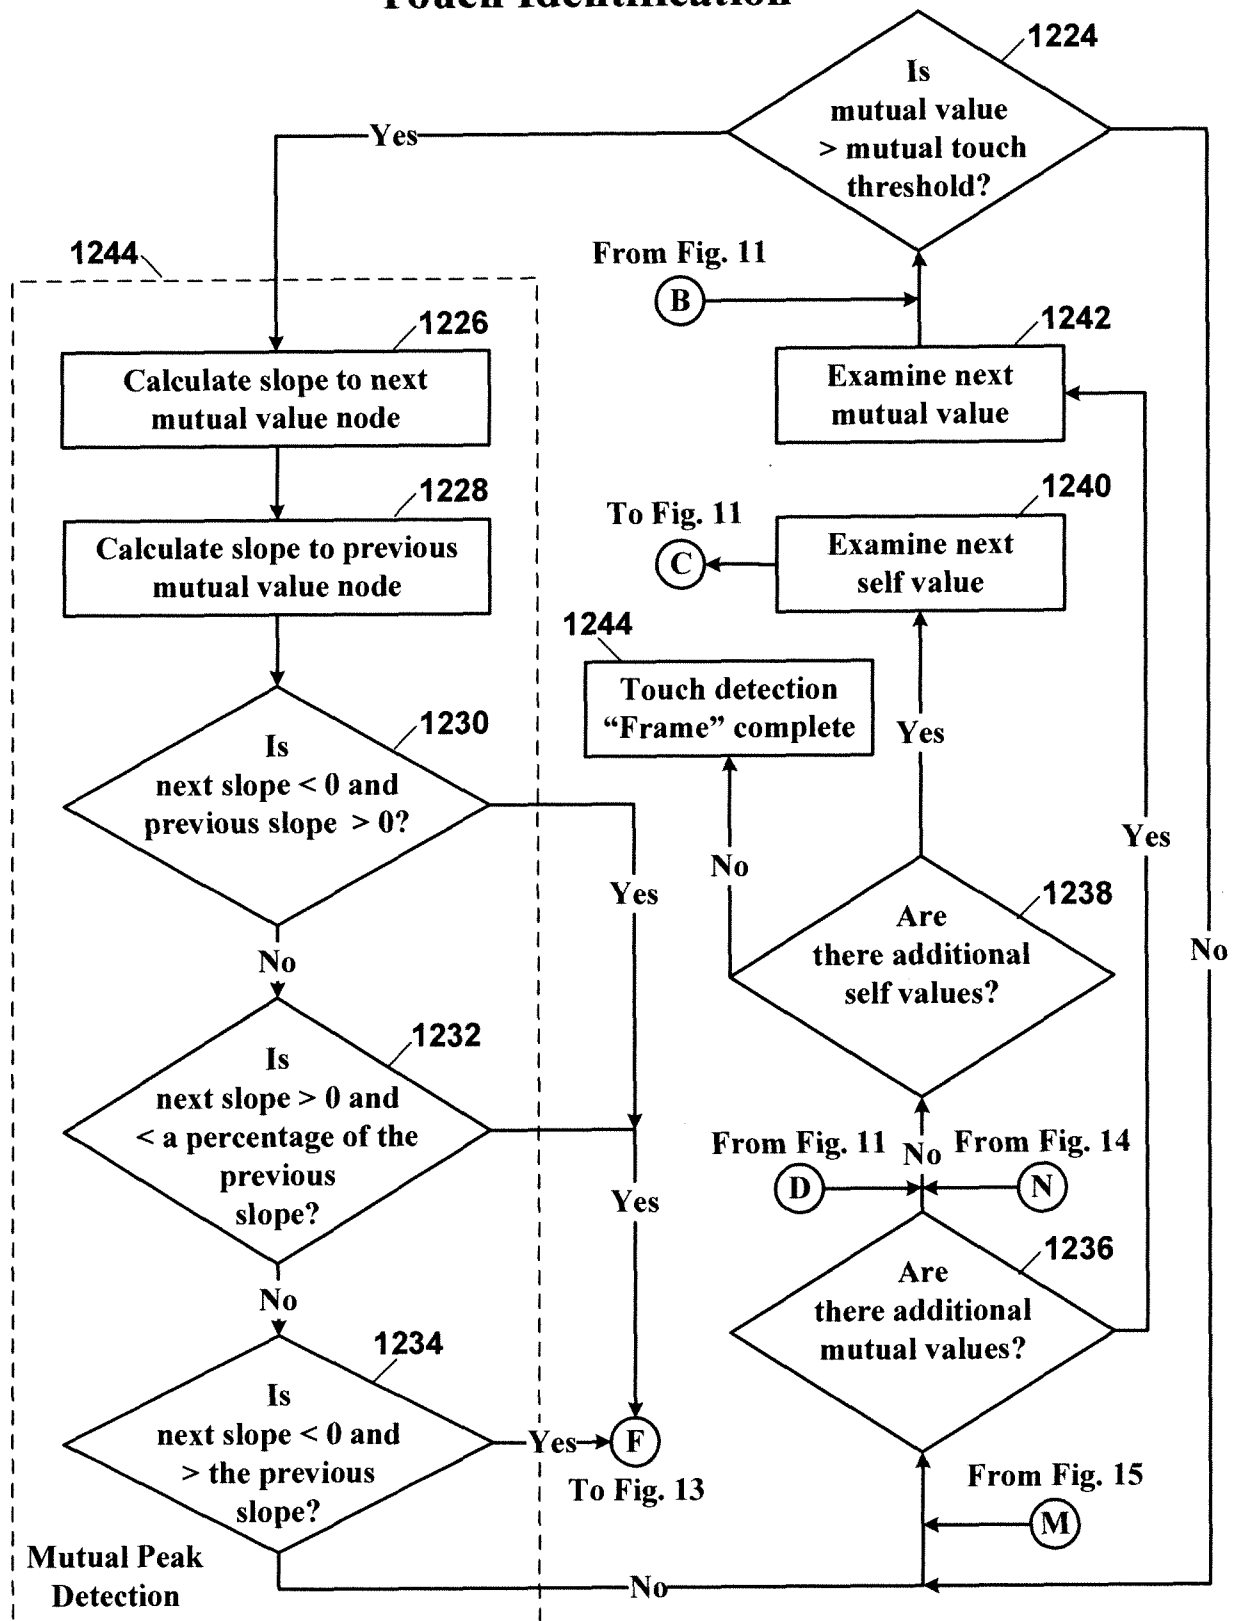 Touch Identification
1224
Is
mutual value
> mutual touch
threshold?
Yes
1244
From Fig. 11
B
1226
Calculate slope to next
mutual value node
1242
Examine next
mutual value
1228
Calculate slope to previous
mutual value node
1240
To Fig. 11
C
Examine next
self value
1244
Touch detection
“Frame” complete
1230
Is
next slope < 0 and
previous slope > 0?
Yes
Yes
No
Yes
1238
Are
there additional
self values?
No
No
1232
Is
next slope > 0 and
< a percentage of the
previous
slope?
From Fig. 11
D
No
From Fig. 14
N
Yes
1236
Are
there additional
mutual values?
No
1234
Is
next slope < 0 and
> the previous
slope?
Yes
F
To Fig. 13
From Fig. 15
M
Mutual Peak
Detection
No